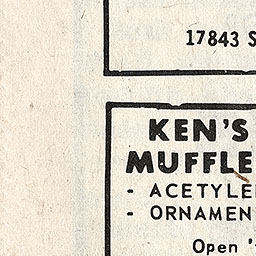 17843 S
KEN'S
MUFFLE
- ACETYLE
- ORNAMEN
Open '